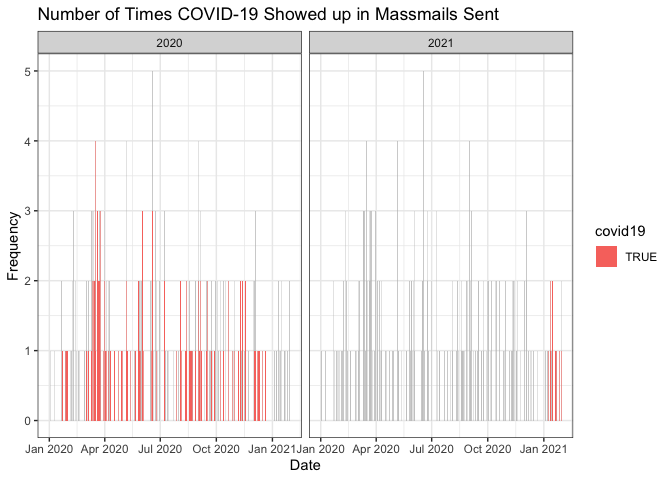 Number of Times COVID-19 Showed up in Massmails Sent
2020
2021
5
4
3
2
1
0
Frequency
Jan 2020 Apr 2020 Jul 2020 Oct 2020 Jan 2021
Jan 2020 Apr 2020 Jul 2020 Oct 2020 Jan 2021
Date
covid19
TRUE